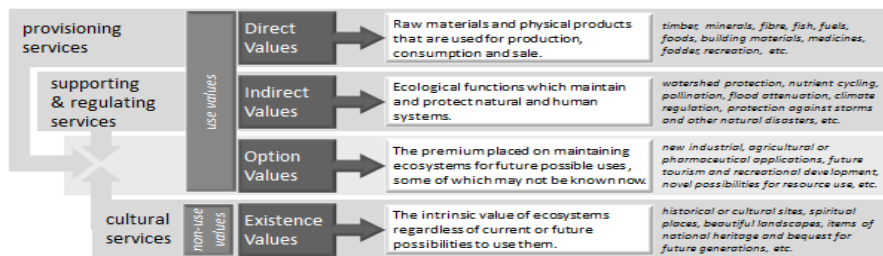 provisioning
services
supporting
& regulating
services
cultural
services
use values
non-use
values
Direct
Values
Raw materials and physical products
that are used for production,
consumption and sale.
timber, minerals, fibre, fish, fuels,
foods, building materials, medicines,
fodder, recreation, etc.
Indirect
Values
Ecological functions which maintain
and protect natural and human
systems.
watershed protection, nutrient cycling,
pollination, flood attenuation, climate
regulation, protection against storms
and other natural disasters, etc.
Option
Values
The premium placed on maintaining
ecosystems for future possible uses,
some of which may not be known now.
new industrial, agricultural or
pharmaceutical applications, future
tourism and recreational development,
novel possibilities for resource use, etc.
Existence
Values
The intrinsic value of ecosystems
regardless of current or future
possibilities to use them.
historical or cultural sites, spiritual
places, beautiful landscapes, items of
national heritage and bequest for
future generations, etc.